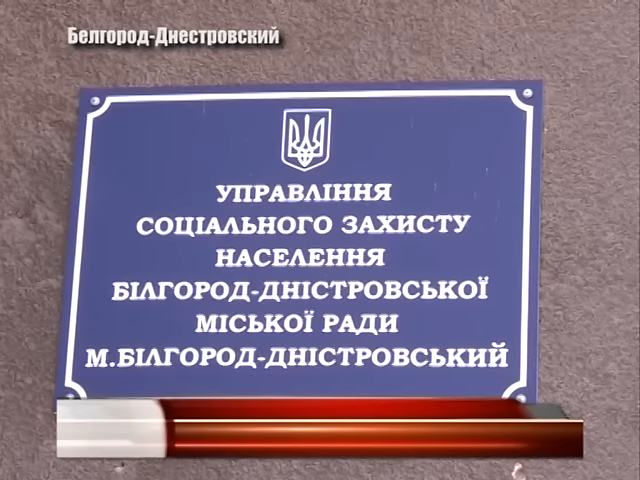 Белгород-Днестровский
УПРАВЛІННЯ
СОЦІАЛЬНОГО ЗАХИСТУ
НАСЕЛЕННЯ
БІЛГОРОД-ДНІСТРОВСЬКОЇ
МІСЬКОЇ РАДИ
М.БІЛГОРОД-ДНІСТРОВСЬКИЙ